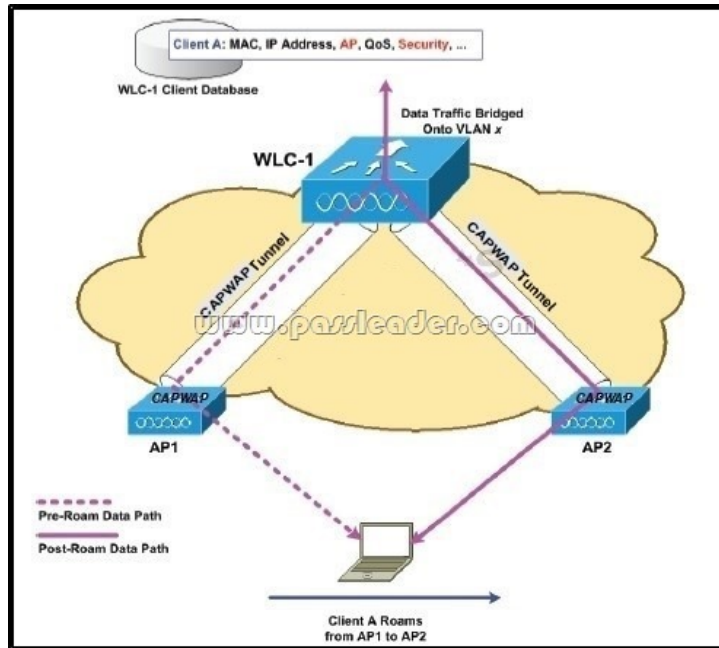 Client A: MAC, IP Address, AP, QoS, Security, ...
WLC-1 Client Database
Data Traffic Bridged
Onto VLAN x
WLC-1
CAPWAP Tunnel
CAPWAP Tunnel
www.passleader.com
CAPWAP
CAPWAP
AP1
AP2
Pre-Roam Data Path
Post-Roam Data Path
Client A Roams
from AP1 to AP2